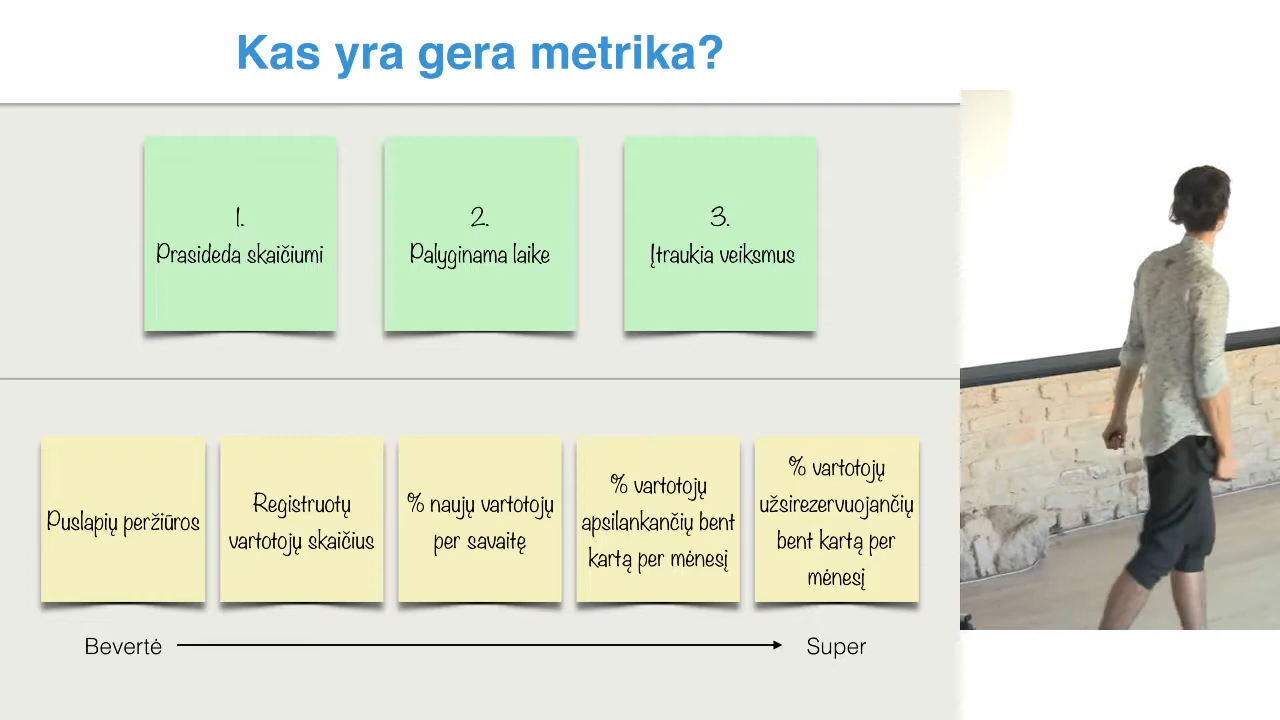 Kas yra gera metrika?
1.
Prasideda skaičiumi
2.
Palyginama laike
3.
Įtraukia veiksmus
Puslapių peržiūros
Registruotų
vartotojų skaičius
% naujų vartotojų
per savaitę
% vartotojų
apsilankančių bent
kartą per mėnesį
% vartotojų
užsirezervuojančių
bent kartą per
mėnesį
Bevertė
Super